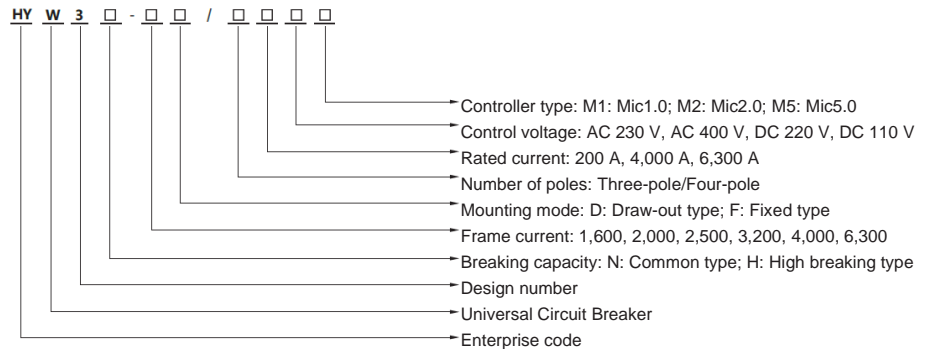 HY W 3 □ - □ □ / □ □ □ □
Controller type: M1: Mic1.0; M2: Mic2.0; M5: Mic5.0
Control voltage: AC 230 V, AC 400 V, DC 220 V, DC 110 V
Rated current: 200 A, 4,000 A, 6,300 A
Number of poles: Three-pole/Four-pole
Mounting mode: D: Draw-out type; F: Fixed type
Frame current: 1,600, 2,000, 2,500, 3,200, 4,000, 6,300
Breaking capacity: N: Common type; H: High breaking type
Design number
Universal Circuit Breaker
Enterprise code